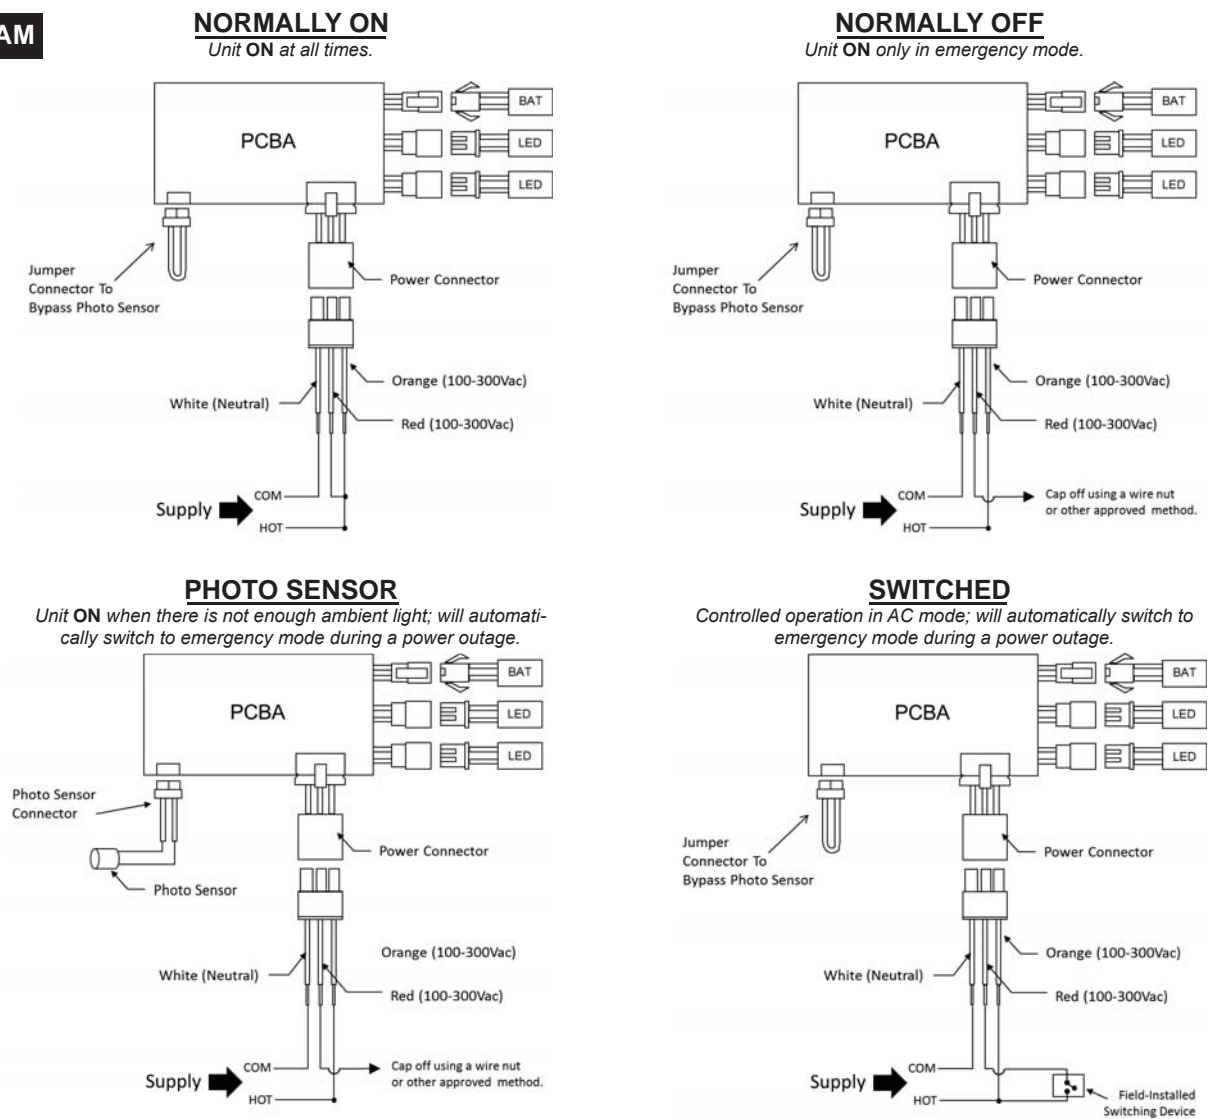 AM
NORMALLY ON
Unit ON at all times.
PCBA
BAT
LED
LED
Jumper
Connector To
Bypass Photo Sensor
Power Connector
Orange (100-300Vac)
White (Neutral)
Red (100-300Vac)
COM
Supply
HOT
NORMALLY OFF
Unit ON only in emergency mode.
PCBA
BAT
LED
LED
Jumper
Connector To
Bypass Photo Sensor
Power Connector
Orange (100-300Vac)
White (Neutral)
Red (100-300Vac)
COM
Supply
HOT
Cap off using a wire nut
or other approved method.
PHOTO SENSOR
Unit ON when there is not enough ambient light; will automati-
cally switch to emergency mode during a power outage.
PCBA
BAT
LED
LED
Photo Sensor
Connector
Photo Sensor
Power Connector
Orange (100-300Vac)
White (Neutral)
Red (100-300Vac)
COM
Supply
HOT
Cap off using a wire nut
or other approved method.
SWITCHED
Controlled operation in AC mode; will automatically switch to
emergency mode during a power outage.
PCBA
BAT
LED
LED
Jumper
Connector To
Bypass Photo Sensor
Power Connector
Orange (100-300Vac)
White (Neutral)
Red (100-300Vac)
COM
Supply
HOT
Field-Installed
Switching Device